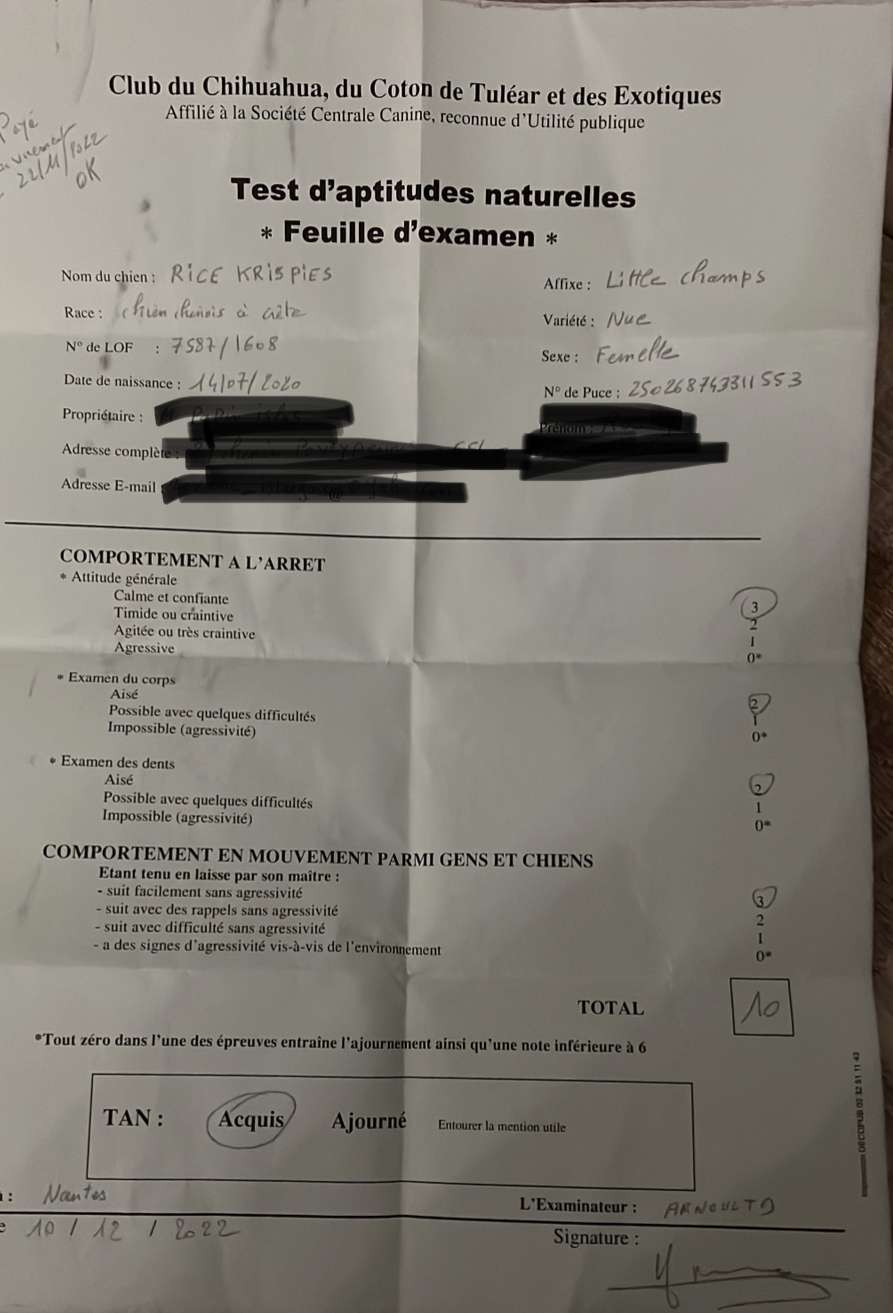 Club du Chihuahua, du Coton de Tuléar et des Exotiques
Affilié à la Société Centrale Canine, reconnue d'Utilité publique
Payé
22/11/2022
OK
Test d'aptitudes naturelles
* Feuille d'examen *
Nom du chien : RICE KRISPIES Affixe : Little champs
Race : chien chinois à crête Variété : Nue
N° de LOF : 7587/1608 Sexe : Femelle
Date de naissance : 14/07/2020 N° de Puce : 250268743311553
Propriétaire : Prénom :
Adresse complète :
Adresse E-mail :
COMPORTEMENT A L'ARRET
* Attitude générale
Calme et confiante 3
Timide ou craintive 2
Agitée ou très craintive 1
Agressive 0*
* Examen du corps
Aisé 2
Possible avec quelques difficultés 1
Impossible (agressivité) 0*
* Examen des dents
Aisé 2
Possible avec quelques difficultés 1
Impossible (agressivité) 0*
COMPORTEMENT EN MOUVEMENT PARMI GENS ET CHIENS
Etant tenu en laisse par son maître :
- suit facilement sans agressivité 3
- suit avec des rappels sans agressivité 2
- suit avec difficulté sans agressivité 1
- a des signes d'agressivité vis-à-vis de l'environnement 0*
TOTAL 10
*Tout zéro dans l'une des épreuves entraîne l'ajournement ainsi qu'une note inférieure à 6
TAN : Acquis Ajourné Entourer la mention utile
: Nantes L'Examinateur : ARNOULT D
e 10 / 12 / 2022 Signature :
DECOPUB 02 32 51 11 43